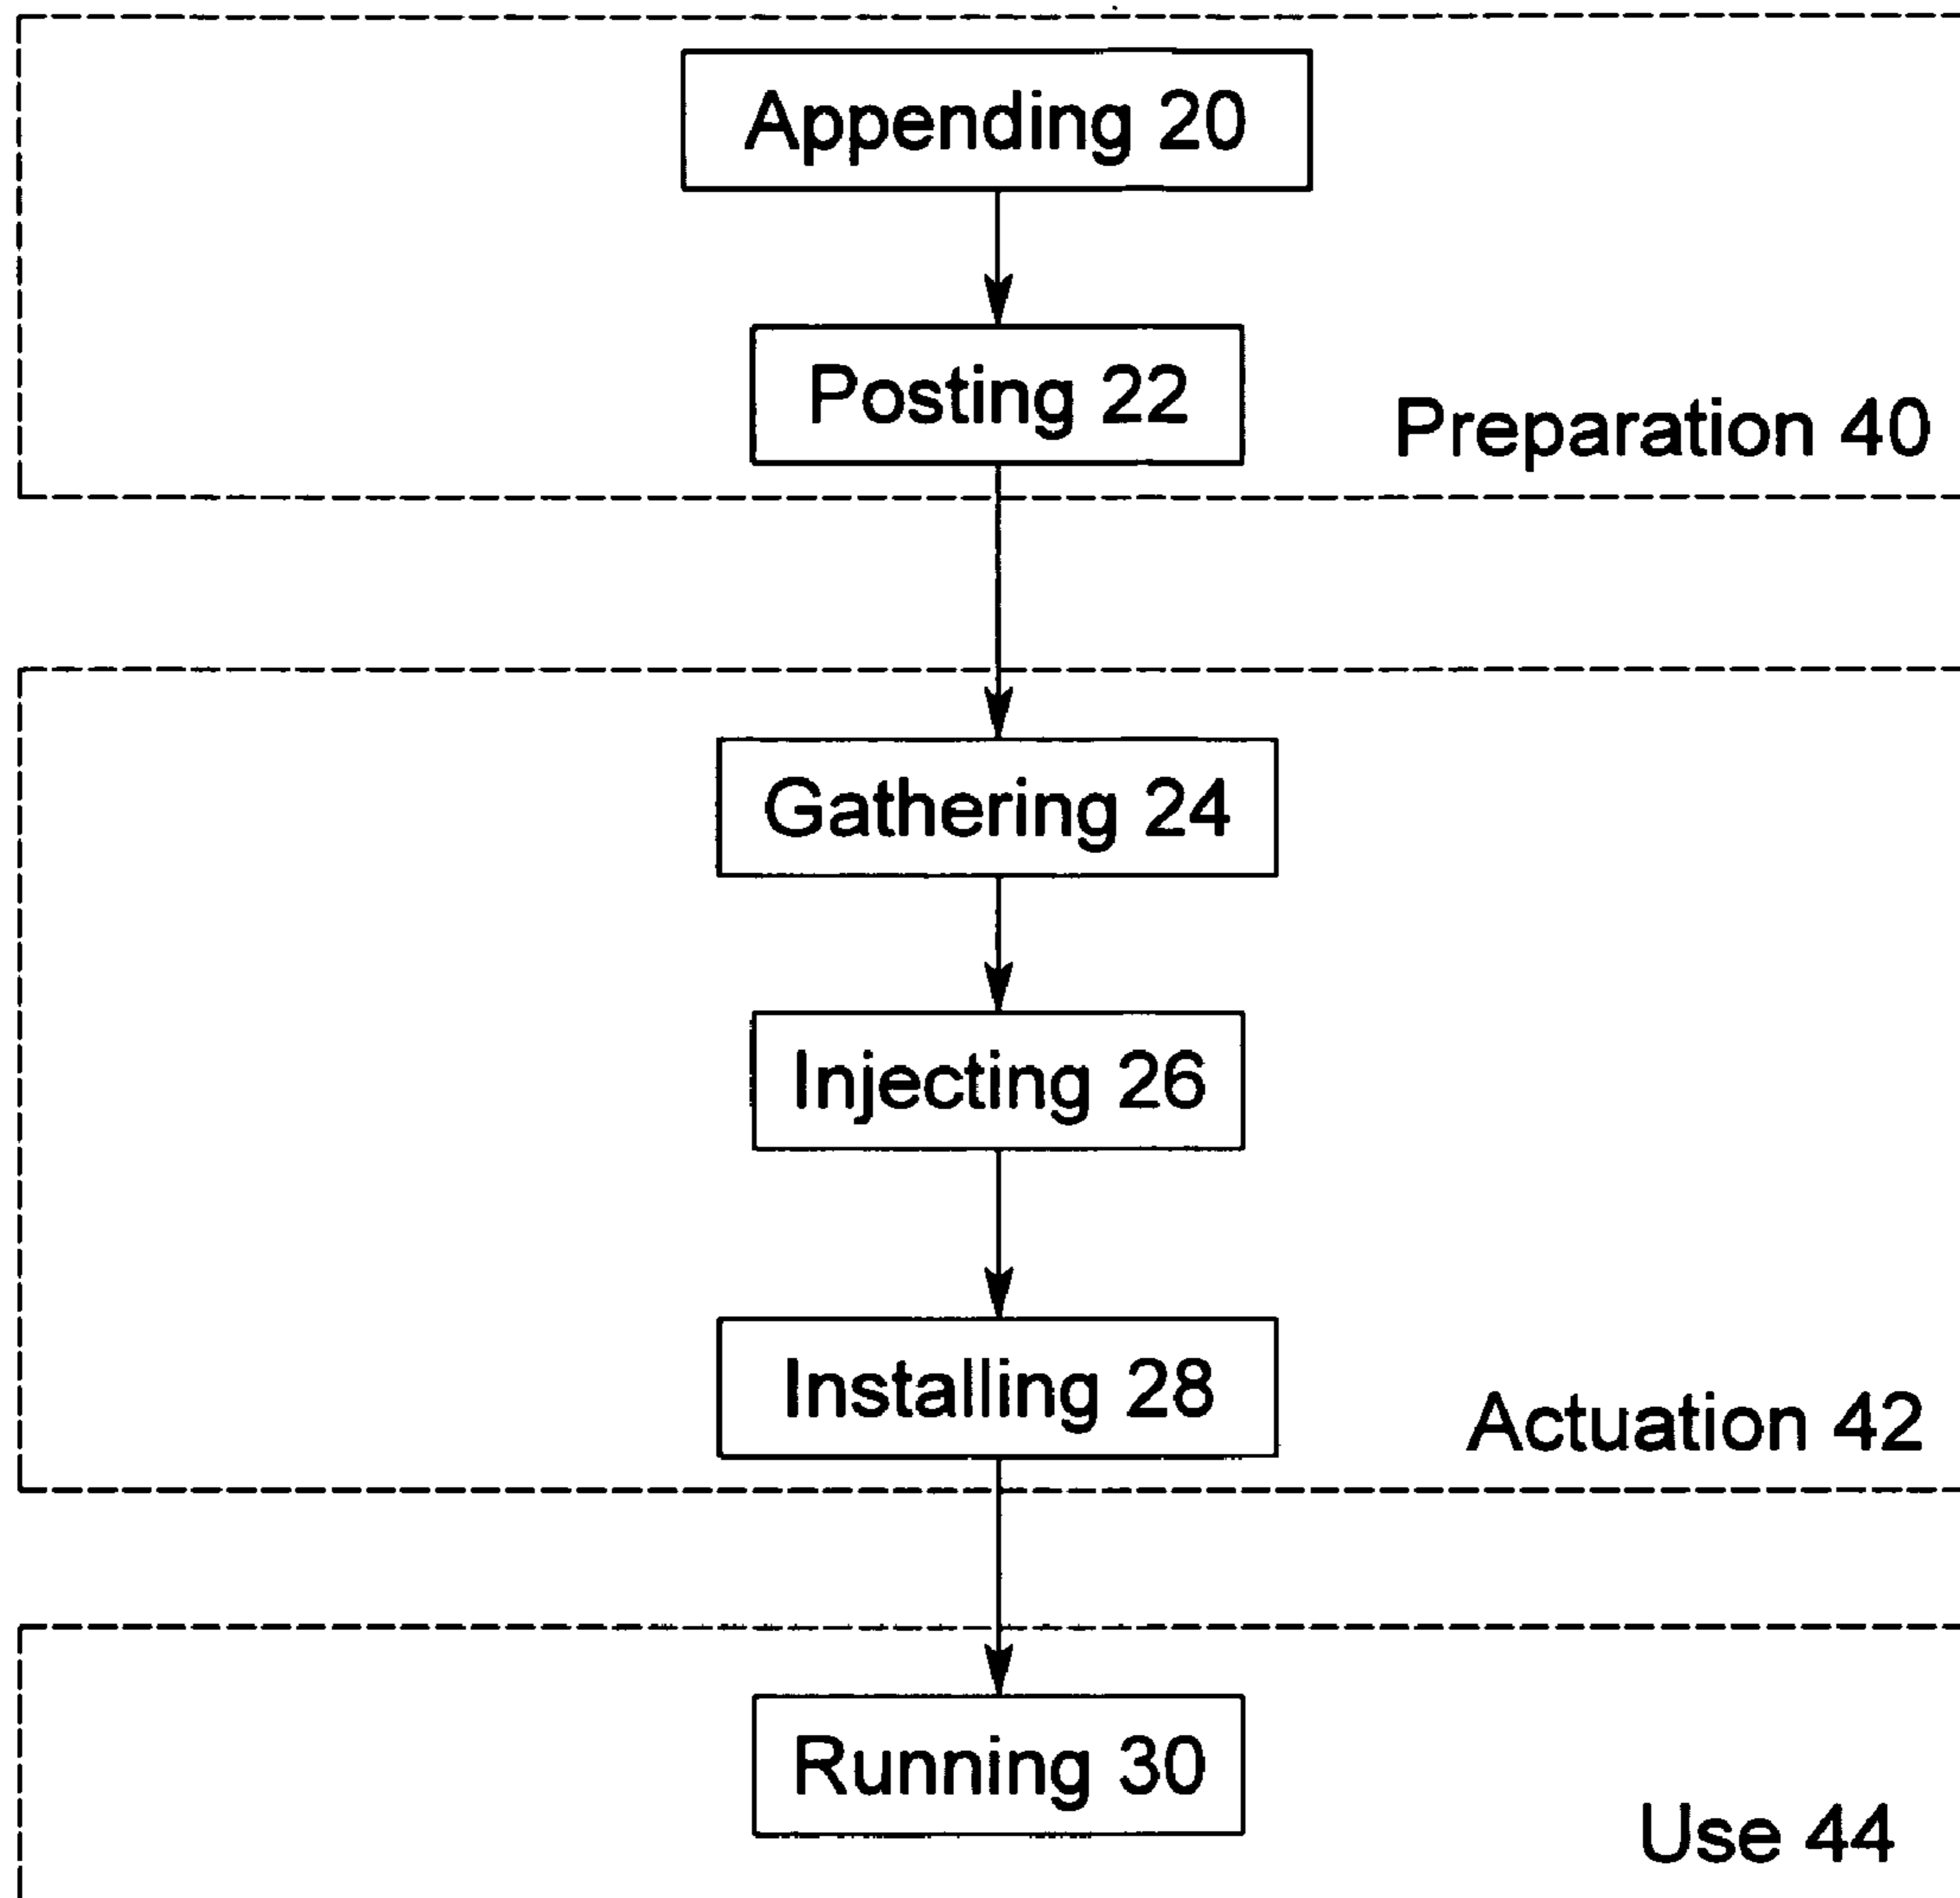 Appending 20
Posting 22
Preparation 40
Gathering 24
Injecting 26
Installing 28
Actuation 42
Running 30
Use 44